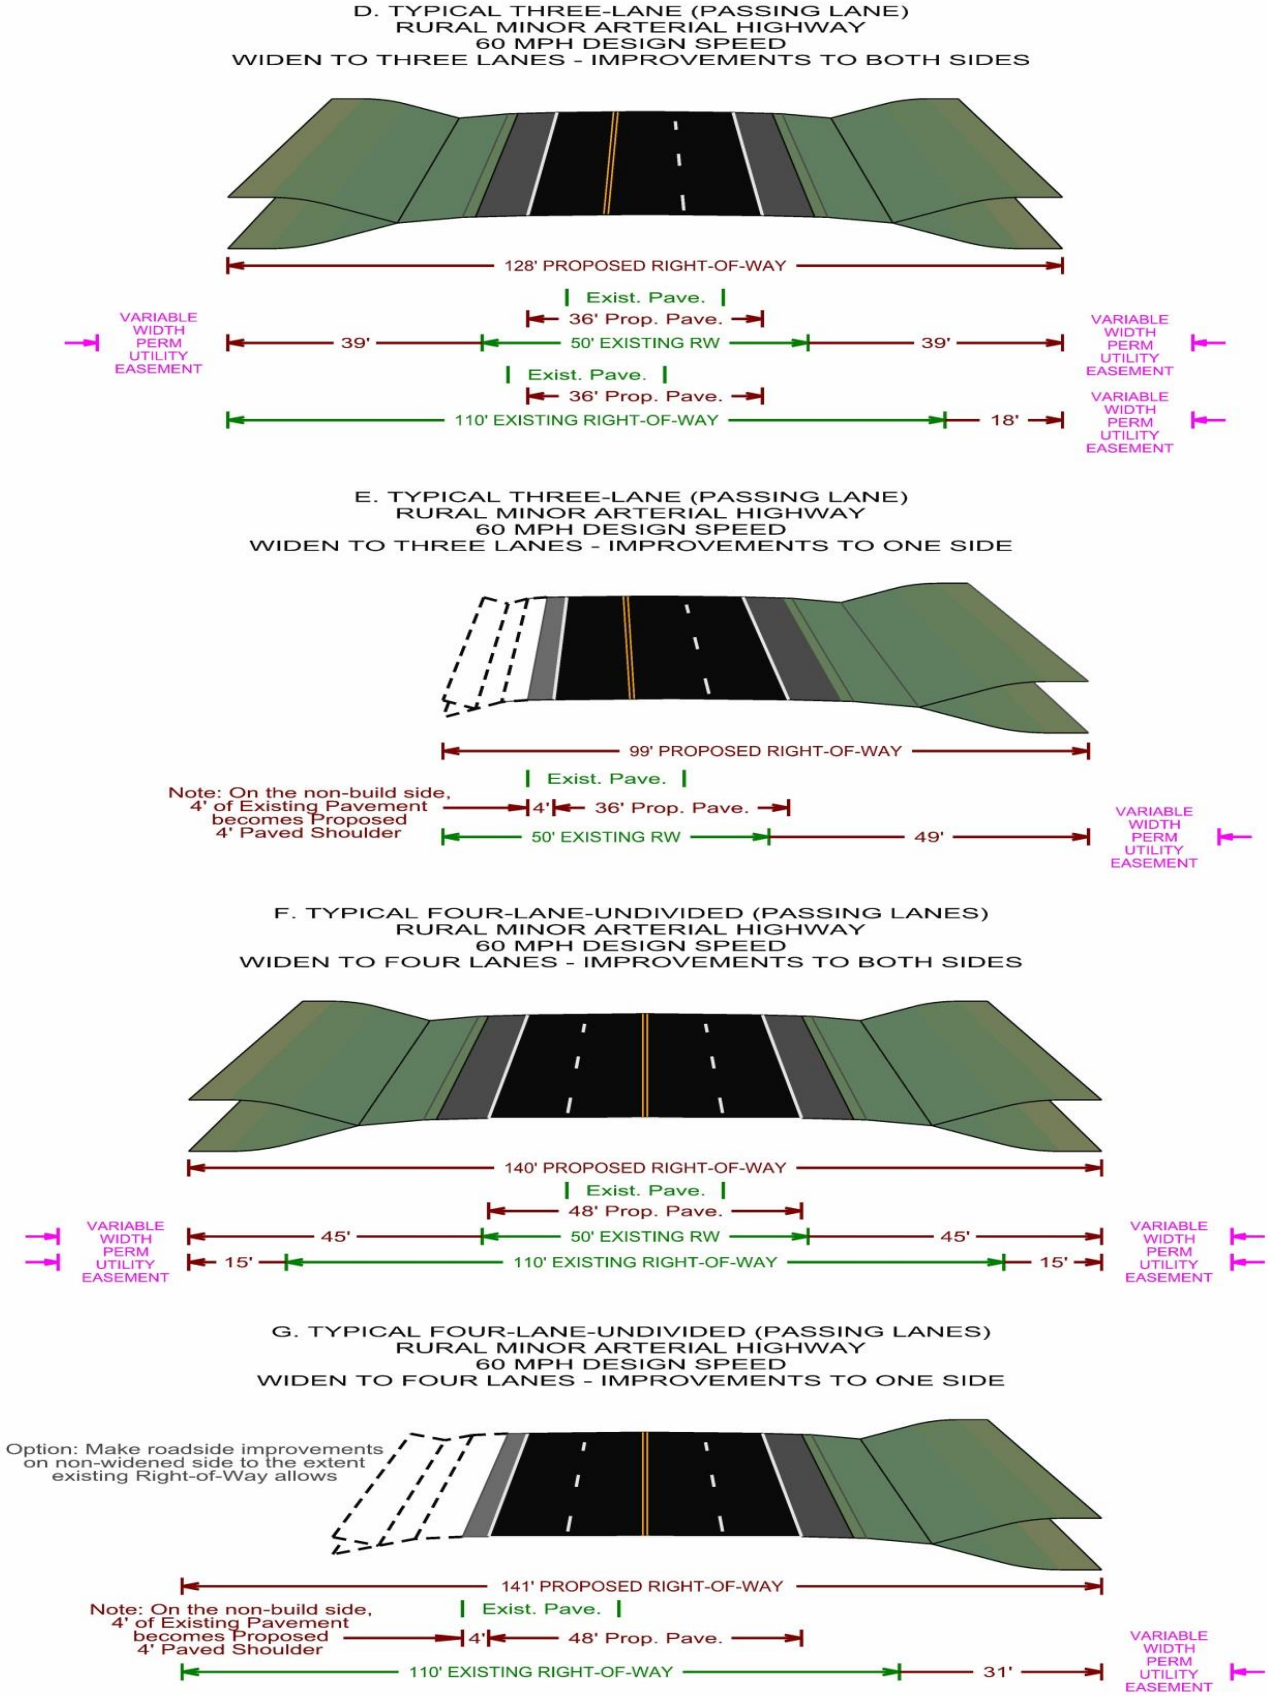 D. TYPICAL THREE-LANE (PASSING LANE)
RURAL MINOR ARTERIAL HIGHWAY
60 MPH DESIGN SPEED
WIDEN TO THREE LANES - IMPROVEMENTS TO BOTH SIDES
128' PROPOSED RIGHT-OF-WAY
Exist. Pave.
36' Prop. Pave.
VARIABLE
WIDTH
PERM
UTILITY
EASEMENT
39'
50' EXISTING RW
39'
VARIABLE
WIDTH
PERM
UTILITY
EASEMENT
Exist. Pave.
36' Prop. Pave.
110' EXISTING RIGHT-OF-WAY
18'
VARIABLE
WIDTH
PERM
UTILITY
EASEMENT
E. TYPICAL THREE-LANE (PASSING LANE)
RURAL MINOR ARTERIAL HIGHWAY
60 MPH DESIGN SPEED
WIDEN TO THREE LANES - IMPROVEMENTS TO ONE SIDE
99' PROPOSED RIGHT-OF-WAY
Exist. Pave.
Note: On the non-build side,
4' of Existing Pavement
becomes Proposed
4' Paved Shoulder
4'
36' Prop. Pave.
50' EXISTING RW
49'
VARIABLE
WIDTH
PERM
UTILITY
EASEMENT
F. TYPICAL FOUR-LANE-UNDIVIDED (PASSING LANES)
RURAL MINOR ARTERIAL HIGHWAY
60 MPH DESIGN SPEED
WIDEN TO FOUR LANES - IMPROVEMENTS TO BOTH SIDES
140' PROPOSED RIGHT-OF-WAY
Exist. Pave.
48' Prop. Pave.
VARIABLE
WIDTH
PERM
UTILITY
EASEMENT
45'
50' EXISTING RW
45'
15'
110' EXISTING RIGHT-OF-WAY
15'
VARIABLE
WIDTH
PERM
UTILITY
EASEMENT
G. TYPICAL FOUR-LANE-UNDIVIDED (PASSING LANES)
RURAL MINOR ARTERIAL HIGHWAY
60 MPH DESIGN SPEED
WIDEN TO FOUR LANES - IMPROVEMENTS TO ONE SIDE
Option: Make roadside improvements
on non-widened side to the extent
existing Right-of-Way allows
141' PROPOSED RIGHT-OF-WAY
Exist. Pave.
Note: On the non-build side,
4' of Existing Pavement
becomes Proposed
4' Paved Shoulder
4'
48' Prop. Pave.
110' EXISTING RIGHT-OF-WAY
31'
VARIABLE
WIDTH
PERM
UTILITY
EASEMENT